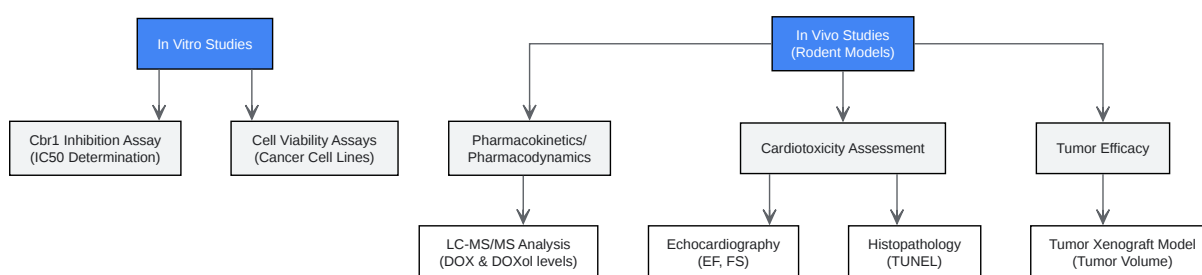 In Vitro Studies
In Vivo Studies
(Rodent Models)
Cbr1 Inhibition Assay
(IC50 Determination)
Cell Viability Assays
(Cancer Cell Lines)
Pharmacokinetics/
Pharmacodynamics
Cardiotoxicity Assessment
Tumor Efficacy
LC-MS/MS Analysis
(DOX & DOXol levels)
Echocardiography
(EF, FS)
Histopathology
(TUNEL)
Tumor Xenograft Model
(Tumor Volume)